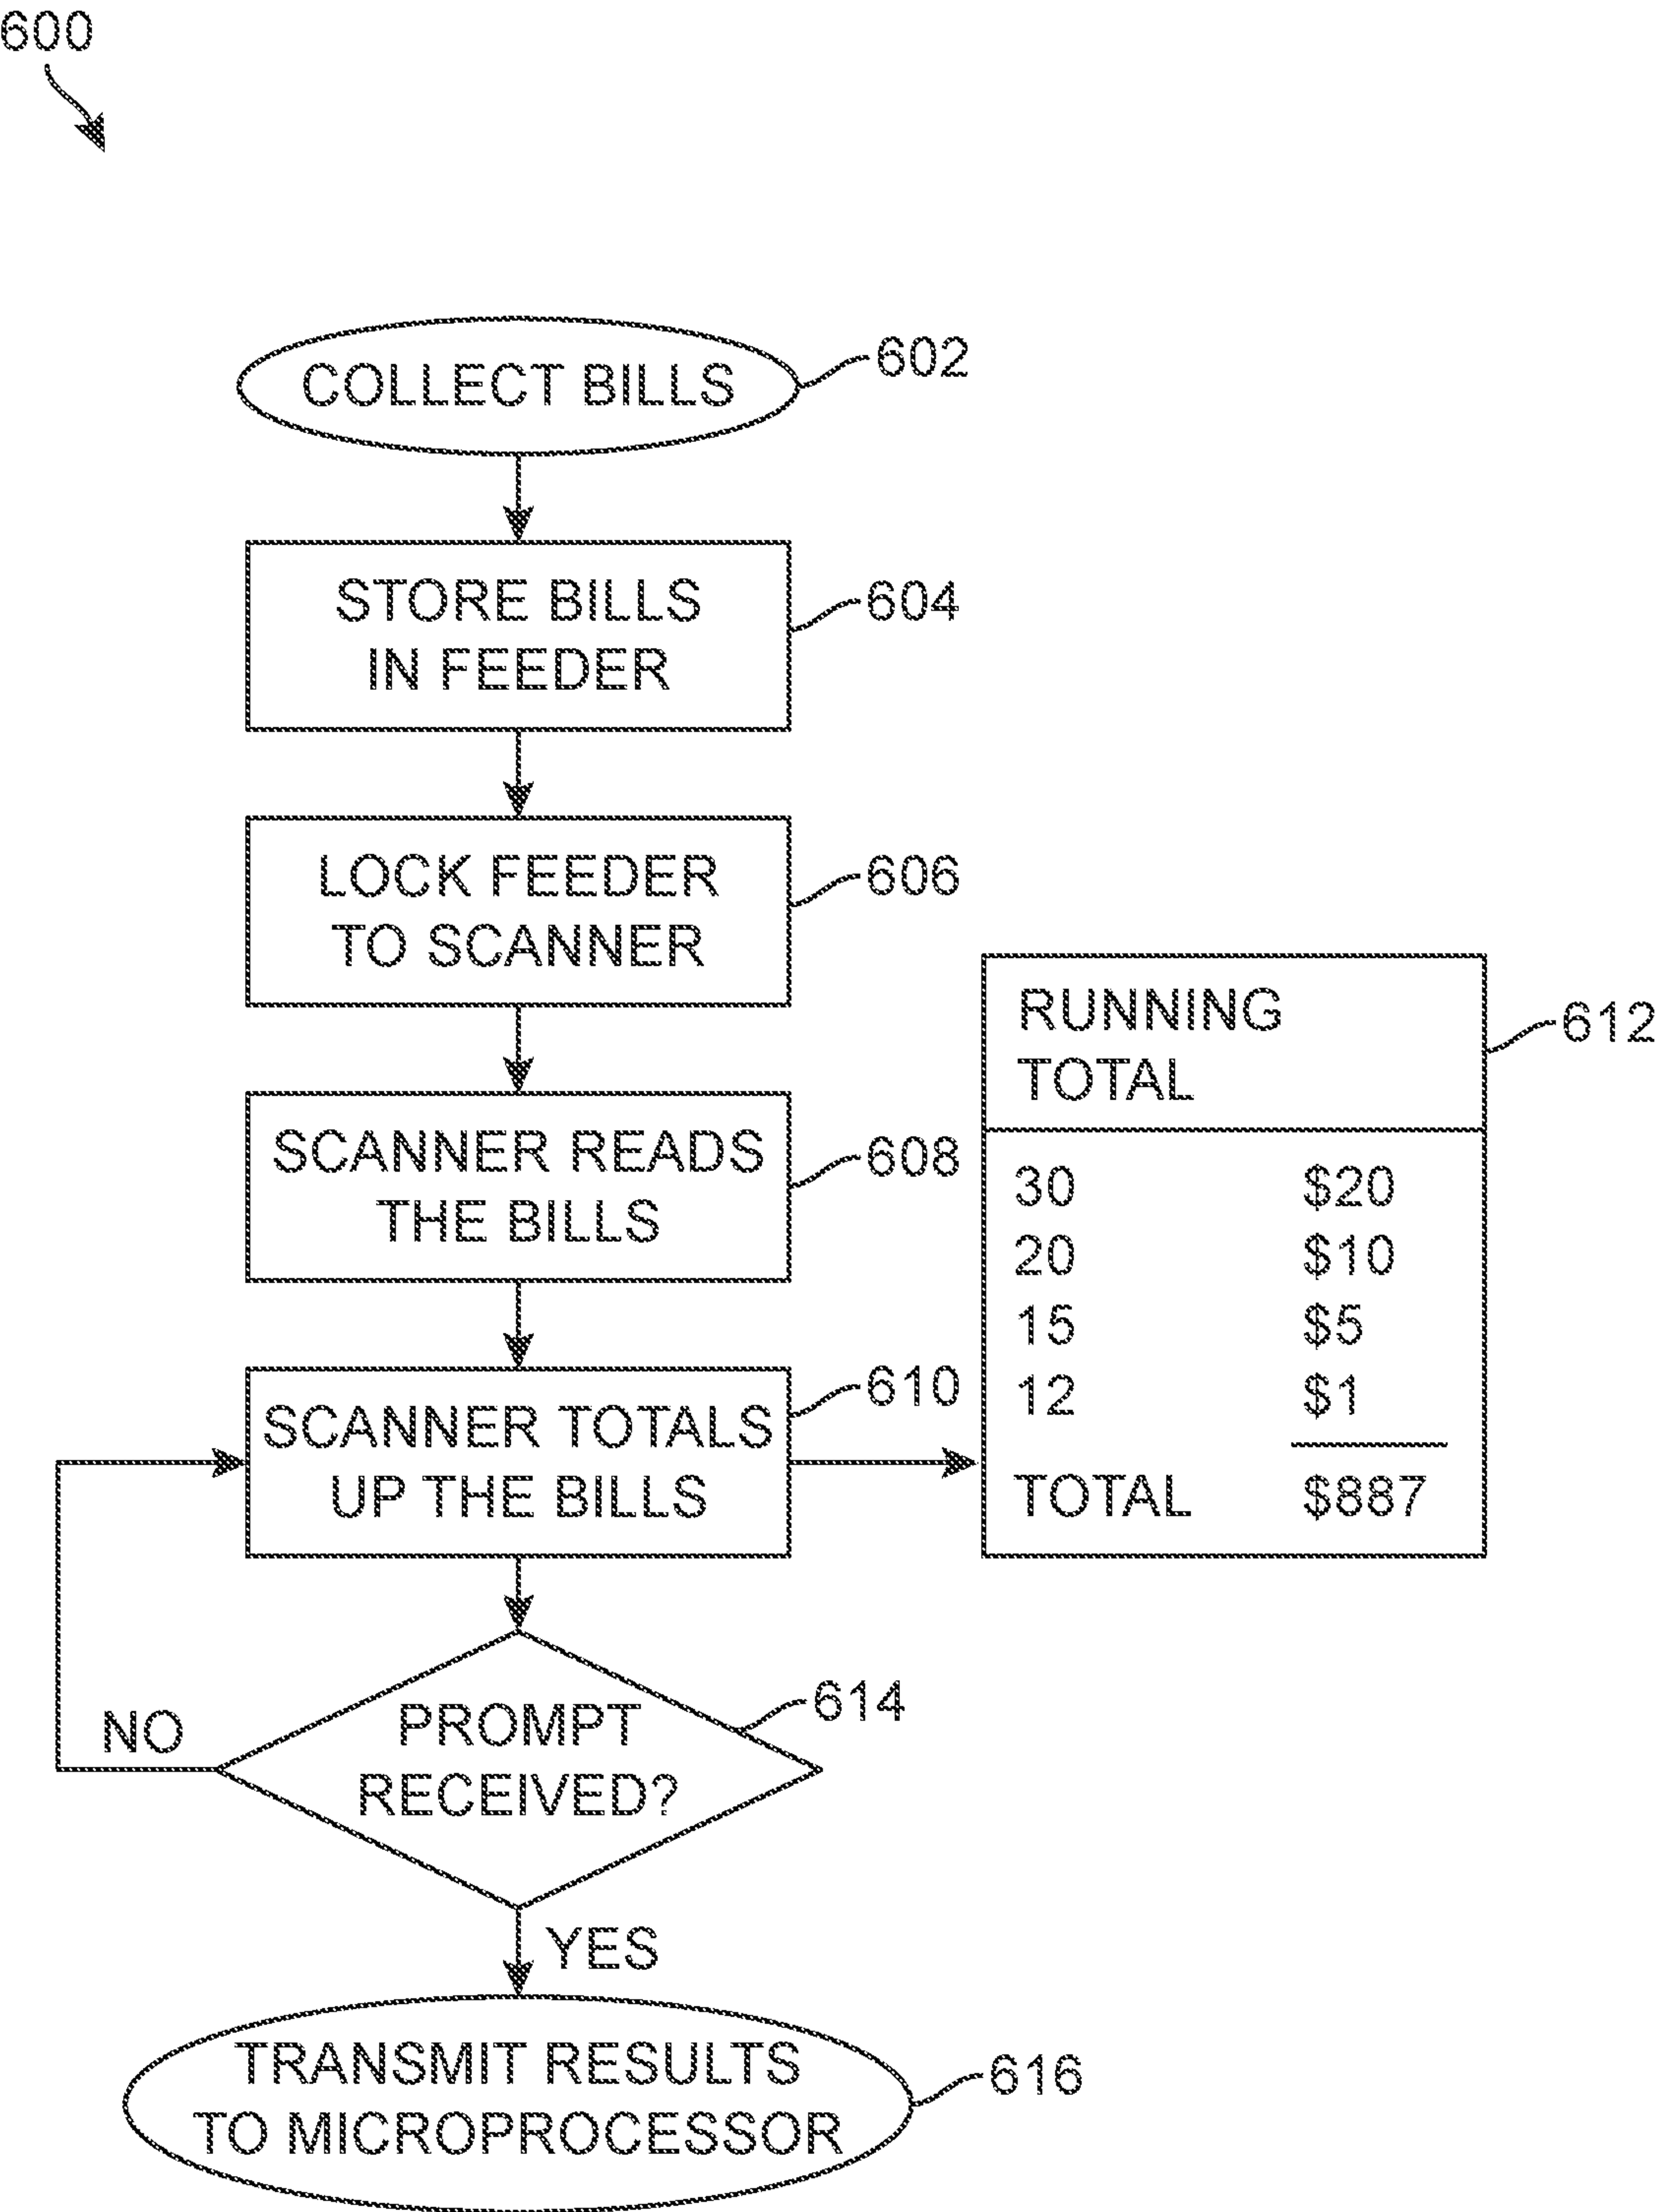 600
COLLECT BILLS
602
STORE BILLS
IN FEEDER
604
LOCK FEEDER
TO SCANNER
606
SCANNER READS
THE BILLS
608
SCANNER TOTALS
UP THE BILLS
610
RUNNING
TOTAL
612
30 $20
20 $10
15 $5
12 $1
TOTAL $887
PROMPT
RECEIVED?
614
NO
YES
TRANSMIT RESULTS
TO MICROPROCESSOR
616